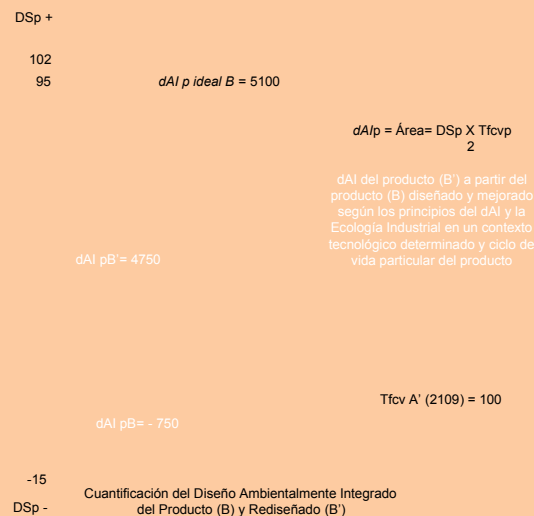 DSp +
102
95
dAI p ideal B = 5100
dAIp = Área= DSp X Tfcvp
2
dAI del producto (B’) a partir del
producto (B) diseñado y mejorado
según los principios del dAI y la
Ecología Industrial en un contexto
tecnológico determinado y ciclo de
vida particular del producto
dAI pB’= 4750
Tfcv A’ (2109) = 100
dAI pB= - 750
-15
DSp -
Cuantificación del Diseño Ambientalmente Integrado
del Producto (B) y Rediseñado (B’)